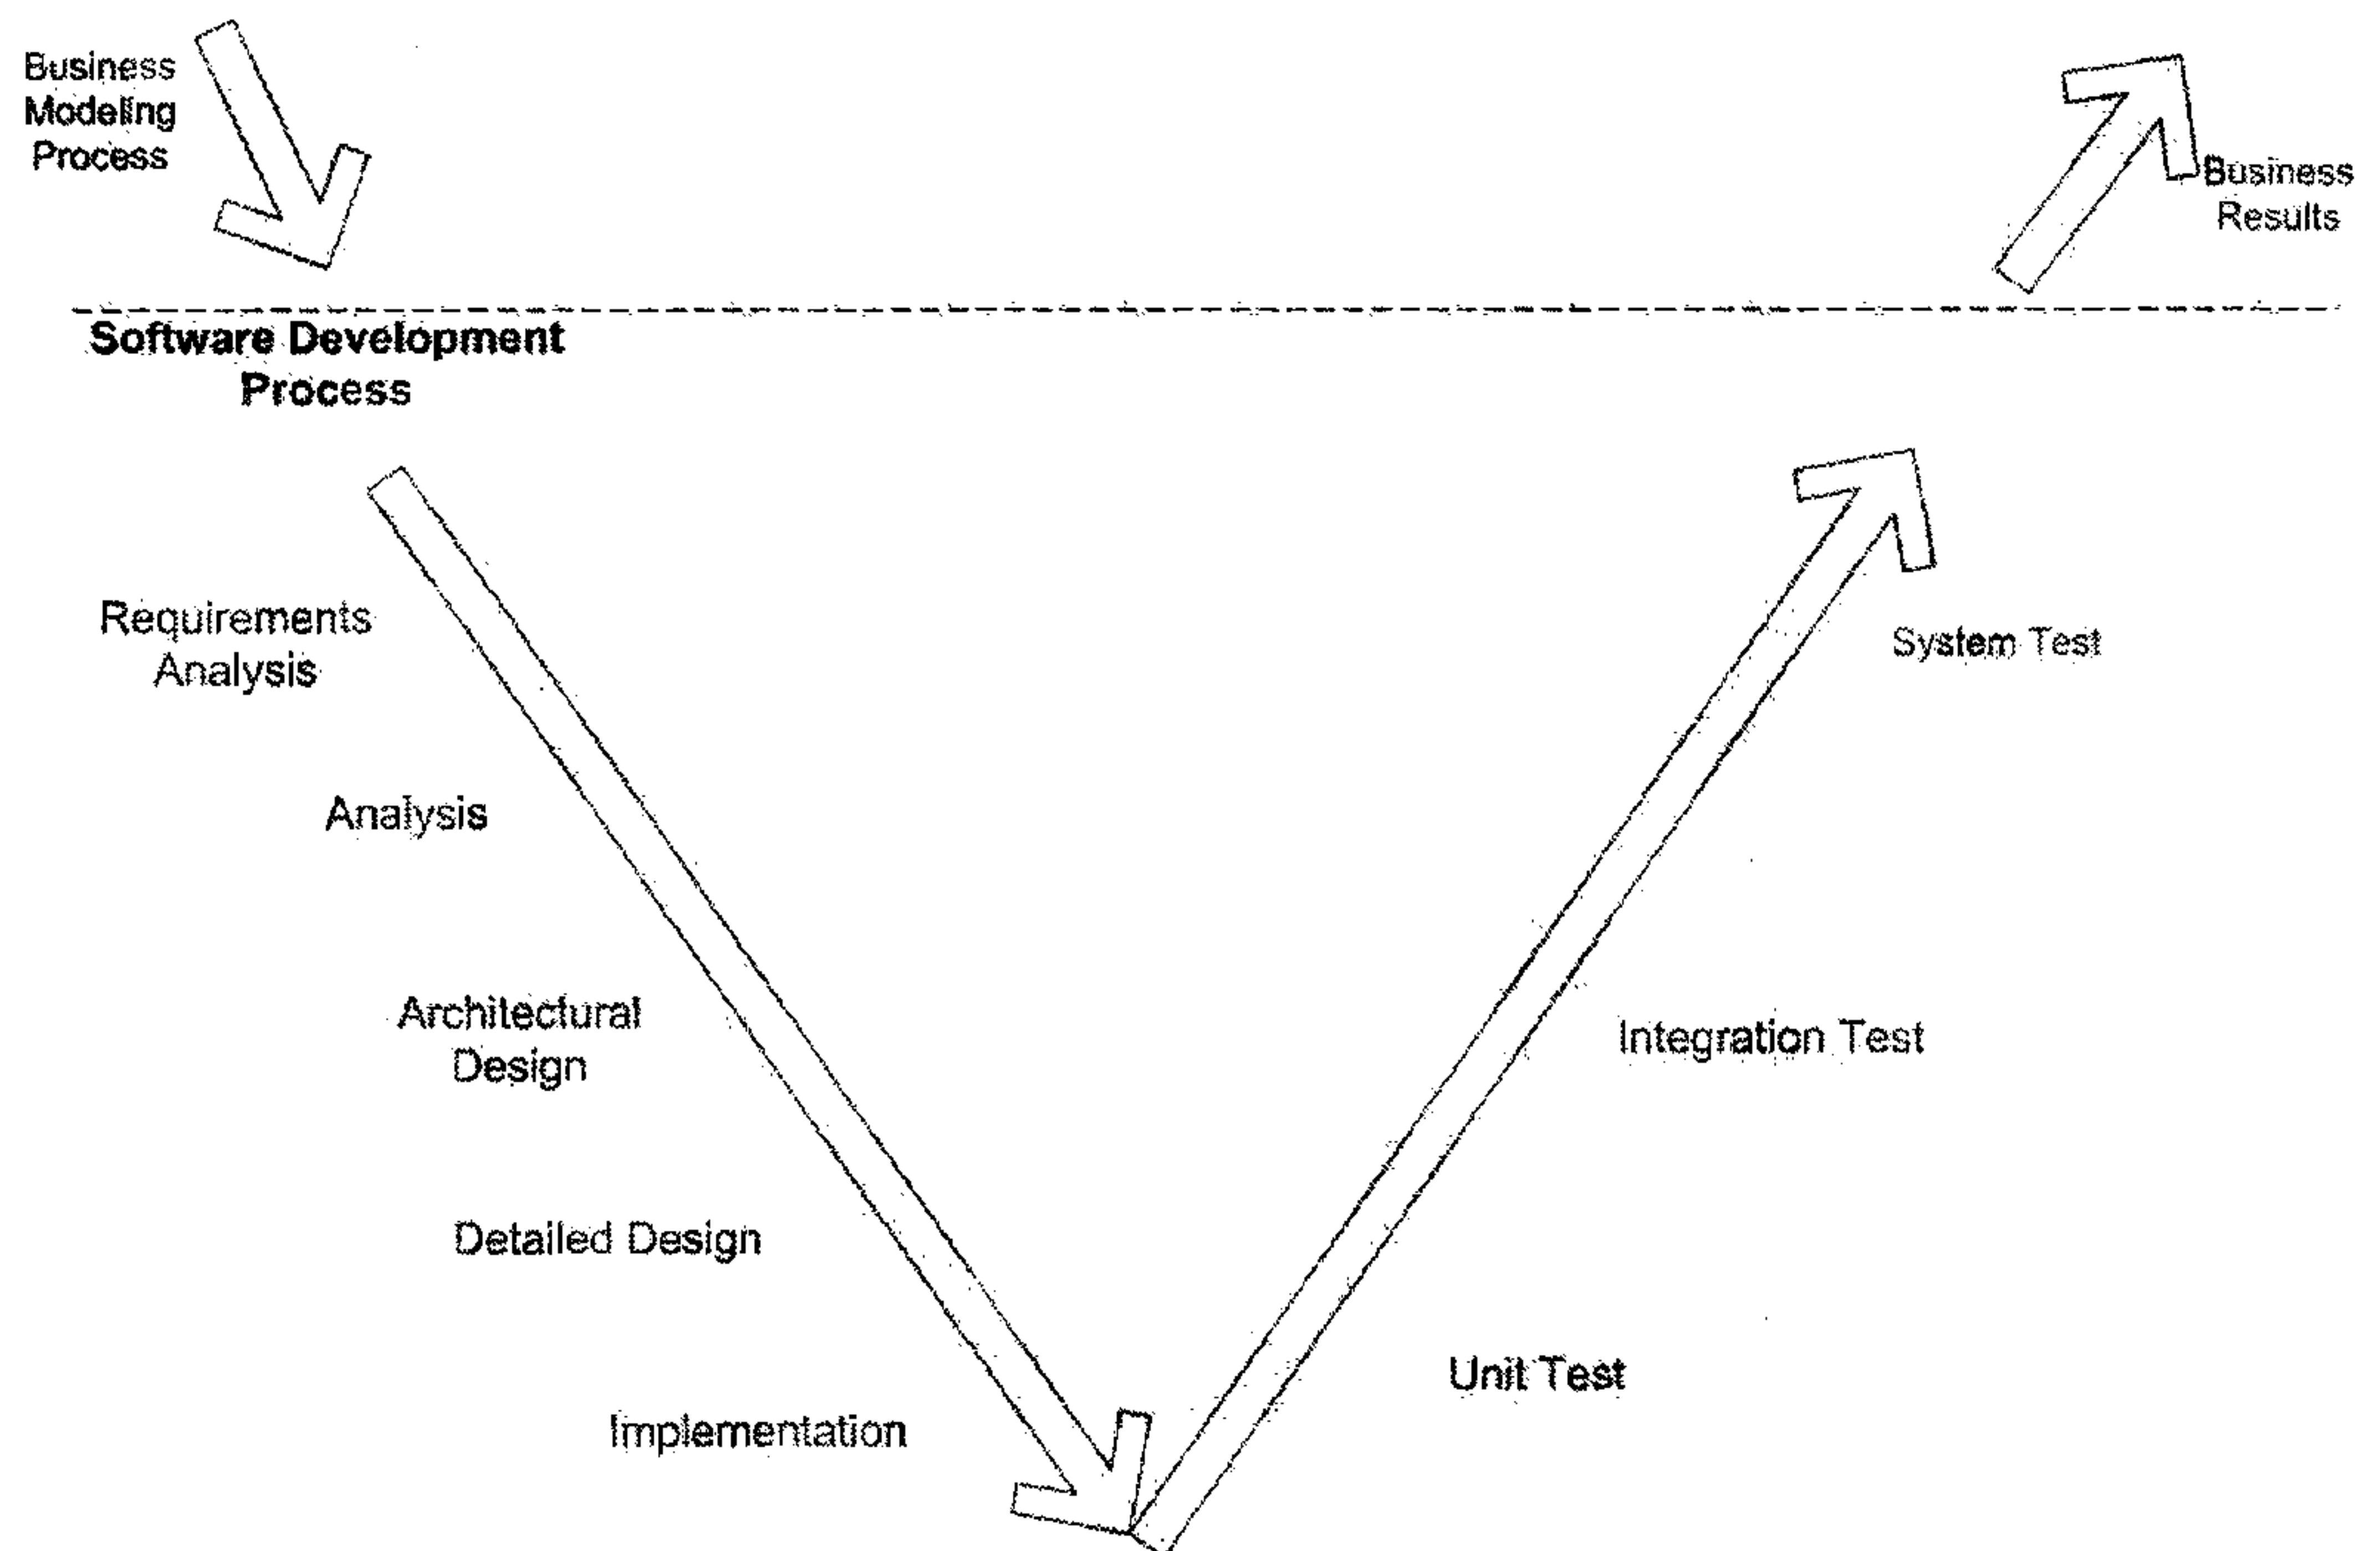 Business
Modeling
Process
Business
Results
Software Development
Process
Requirements
Analysis
System Test
Analysis
Architectural
Design
Integration Test
Detailed Design
Unit Test
Implementation